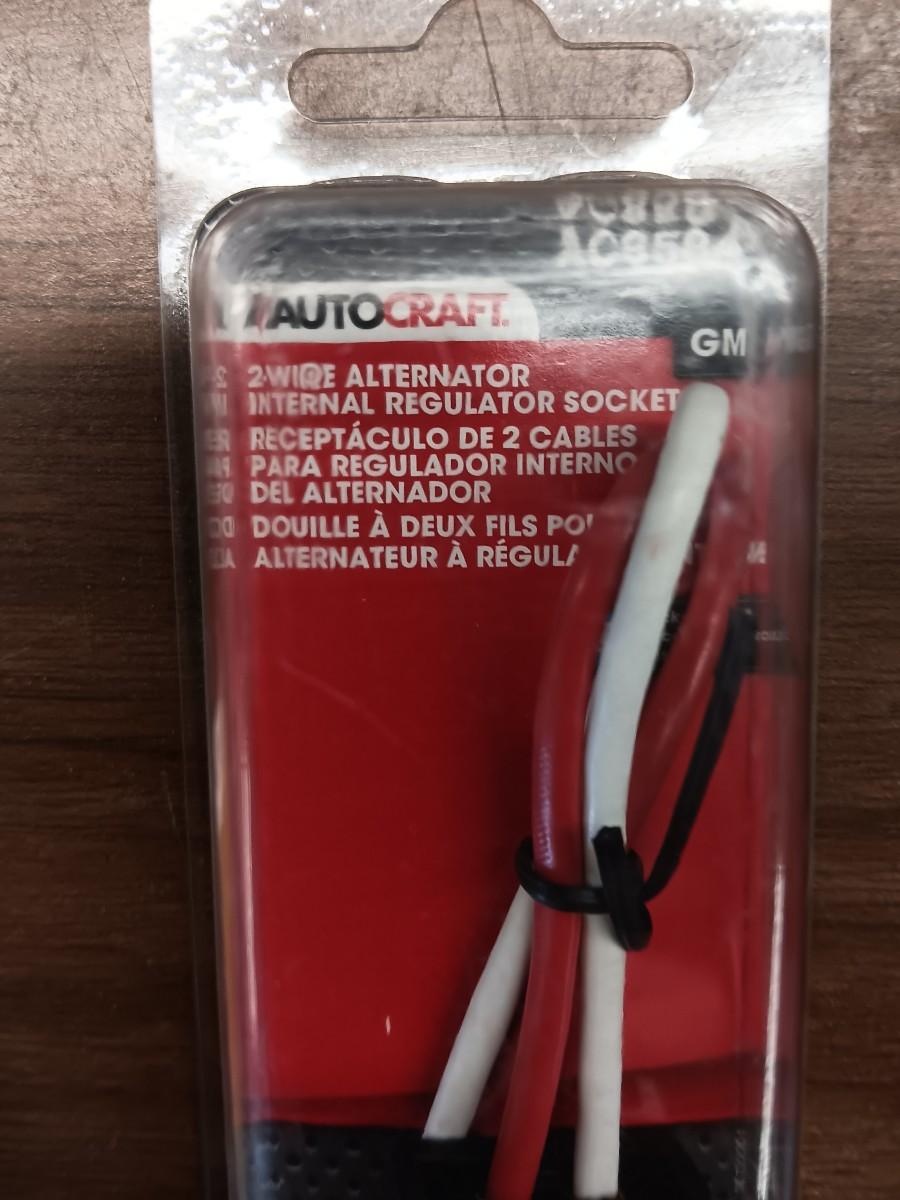 AUTOCRAFT.
GM
2-WIRE ALTERNATOR
INTERNAL REGULATOR SOCKET
RECEPTÁCULO DE 2 CABLES
PARA REGULADOR INTERNO
DEL ALTERNADOR
DOUILLE À DEUX FILS
ALTERNATEUR À